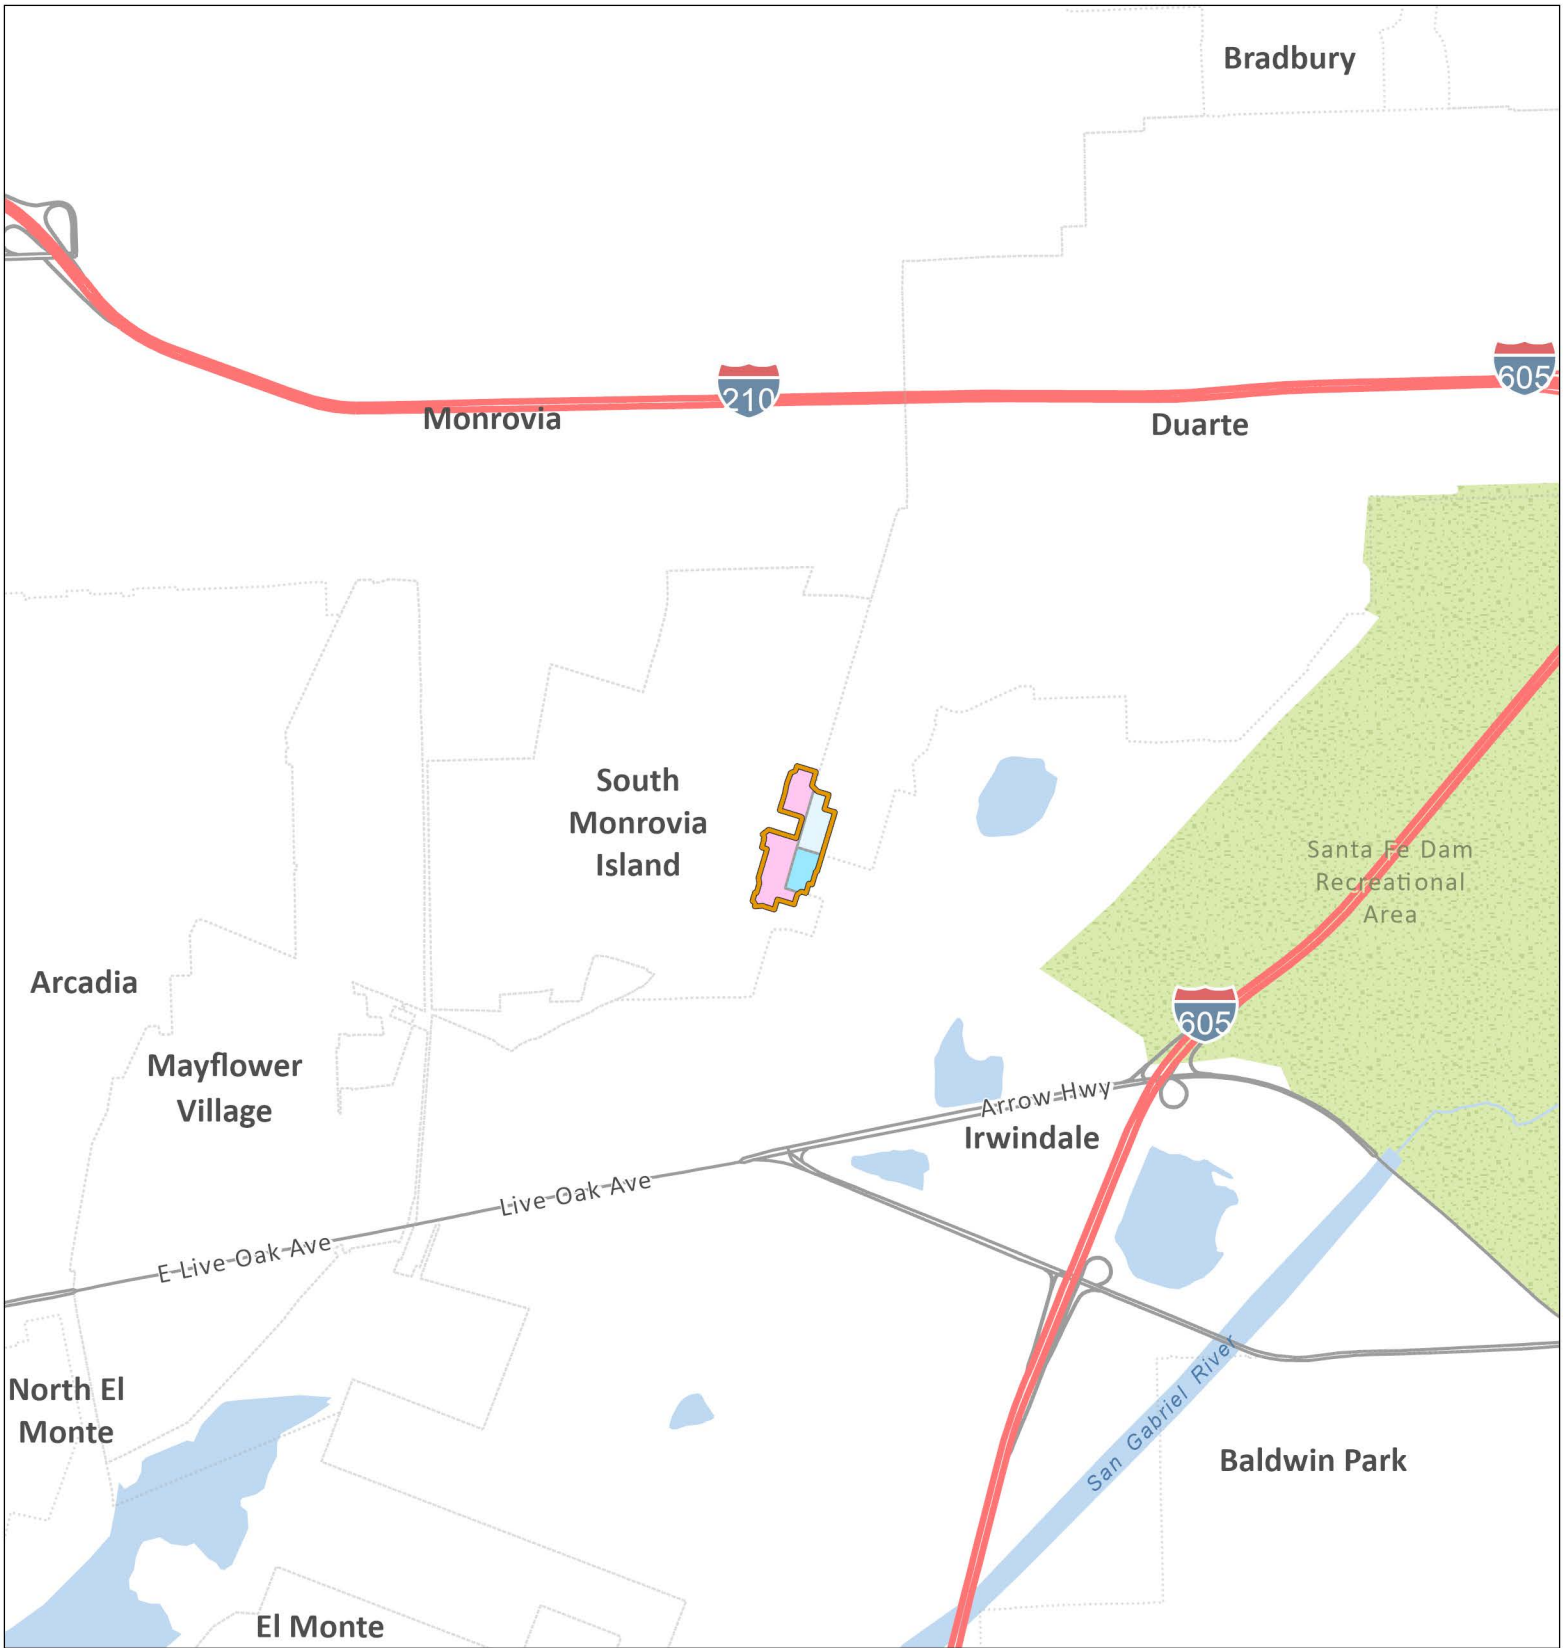 Bradbury
605
210
Monrovia
Duarte
South
Monrovia
Island
Santa Fe Dam
Recreational
Area
Arcadia
605
Mayflower
Village
Arrow Hwy
Irwindale
Live Oak Ave
E Live Oak Ave
North El
Monte
San Gabriel River
Baldwin Park
El Monte